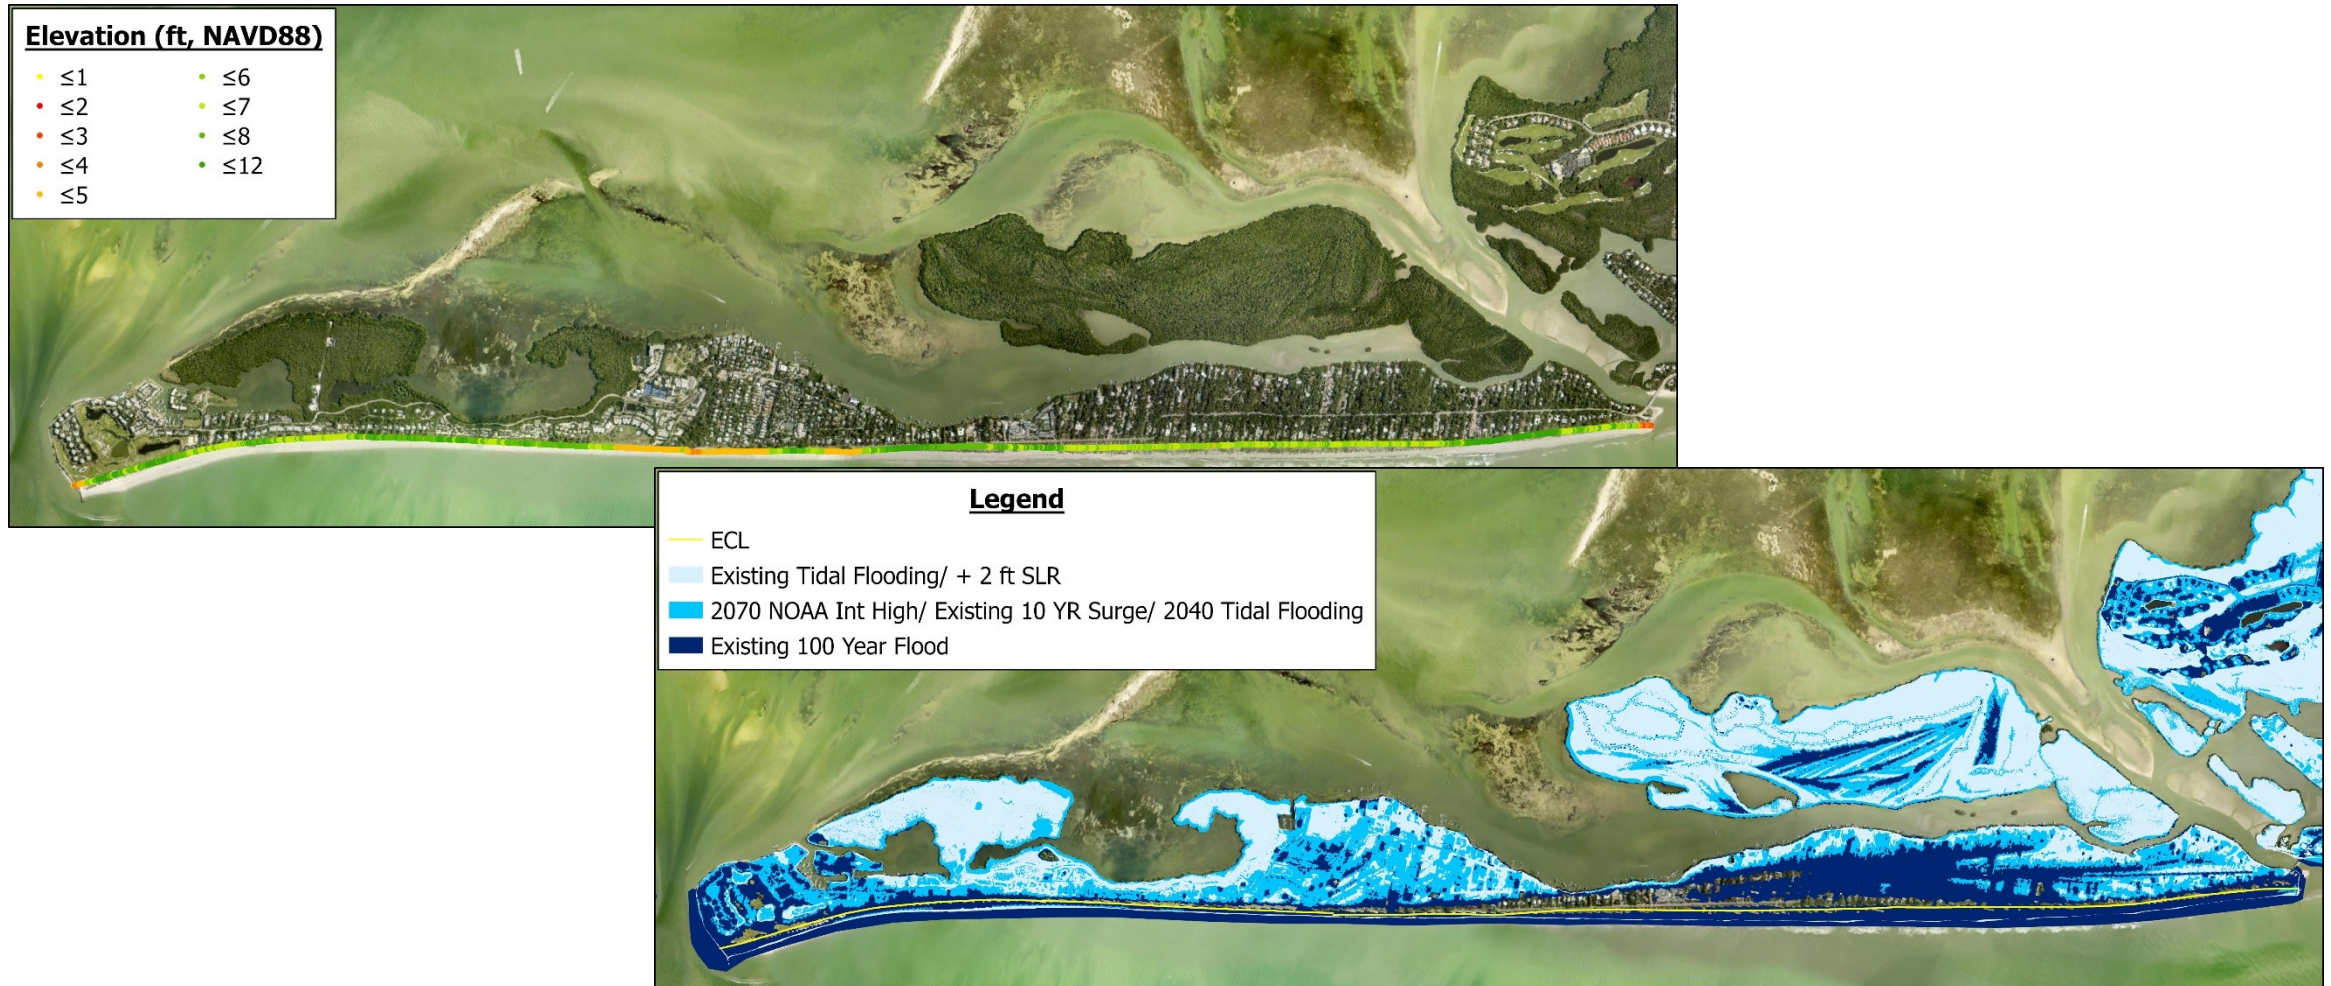 Elevation (ft, NAVD88)
≤1
≤2
≤3
≤4
≤5
≤6
≤7
≤8
≤12
Legend
ECL
Existing Tidal Flooding/ + 2 ft SLR
2070 NOAA Int High/ Existing 10 YR Surge/ 2040 Tidal Flooding
Existing 100 Year Flood